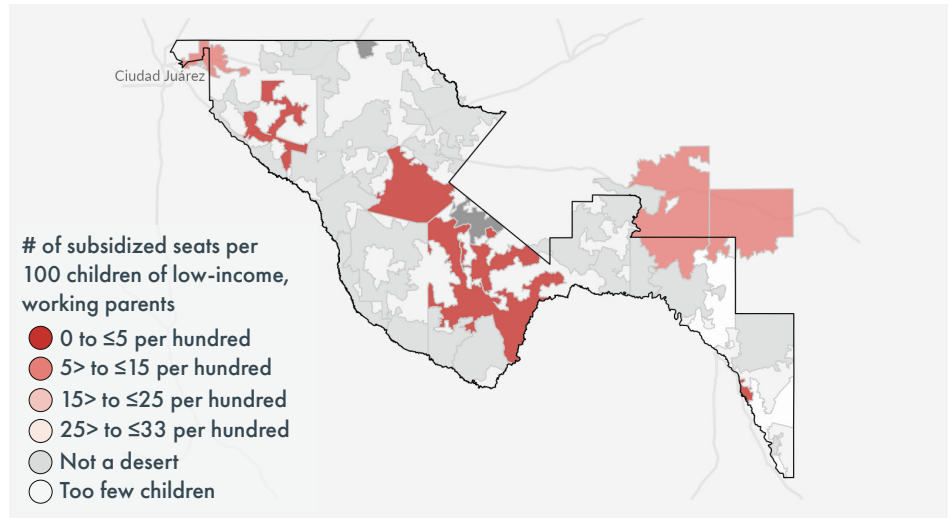 Ciudad Juárez
# of subsidized seats per
100 children of low-income,
working parents
0 to ≤5 per hundred
5> to ≤15 per hundred
15> to ≤25 per hundred
25> to ≤33 per hundred
Not a desert
Too few children